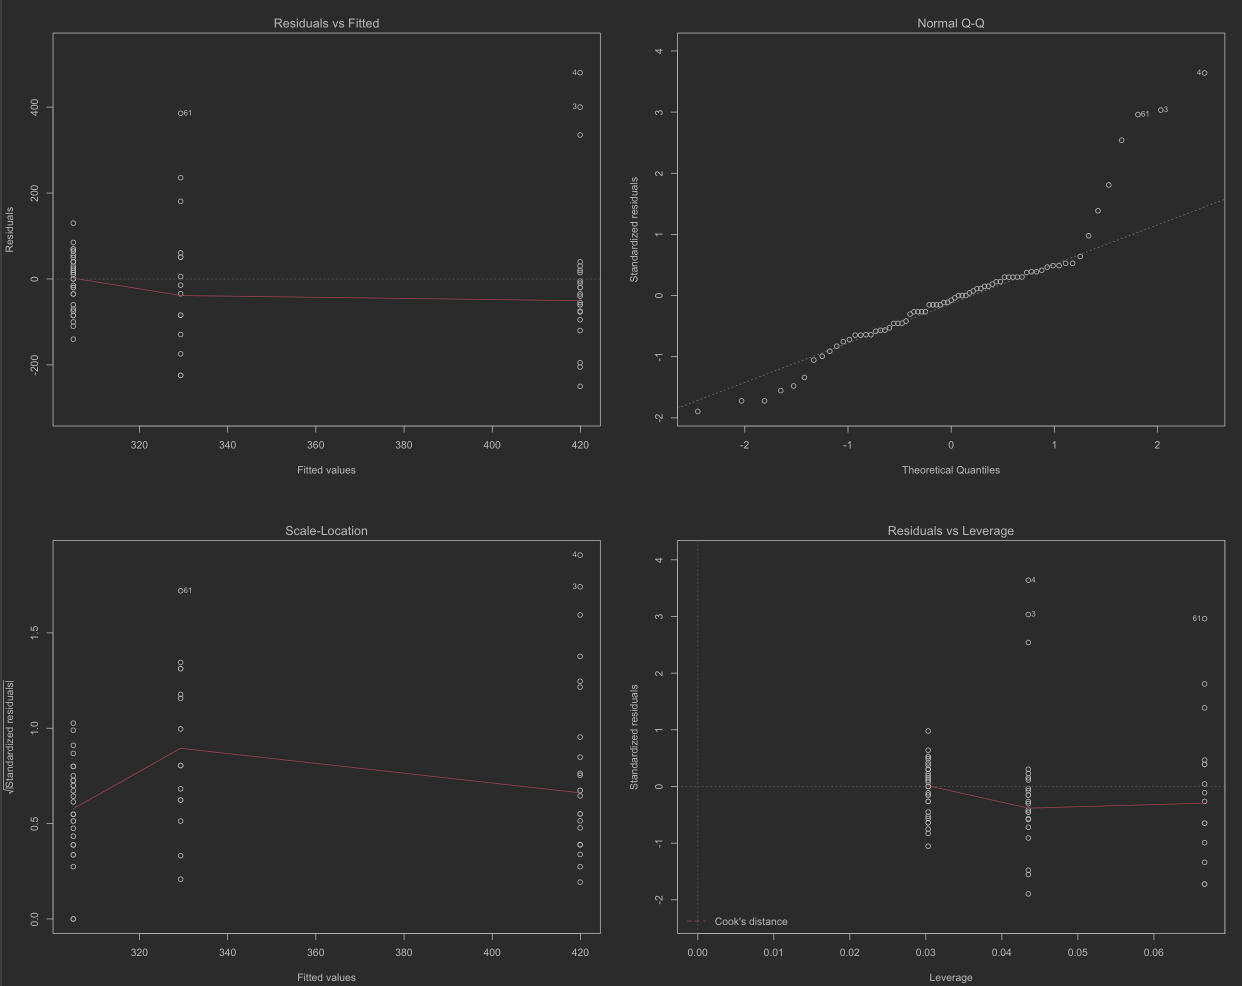 Residuals vs Fitted
Residuals
400
200
0
-200
4
3
61
320 340 360 380 400 420
Fitted values
Normal Q-Q
Standardized residuals
4
3
2
1
0
-1
-2
4
61
3
-2 -1 0 1 2
Theoretical Quantiles
Scale-Location
√|Standardized residuals|
1.5
1.0
0.5
0.0
4
3
61
320 340 360 380 400 420
Fitted values
Residuals vs Leverage
Standardized residuals
4
3
2
1
0
-1
-2
4
3
61
Cook's distance
0.00 0.01 0.02 0.03 0.04 0.05 0.06
Leverage